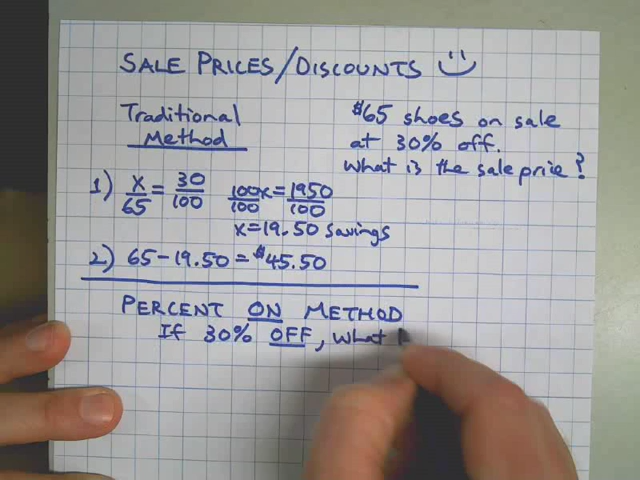 SALE PRICES/DISCOUNTS
Traditional
Method
$65 shoes on sale
at 30% off.
What is the sale price?
1) x/65 = 30/100 100x/100 = 1950/100
x=19.50 savings
2) 65-19.50=$45.50
PERCENT ON METHOD
If 30% OFF, what